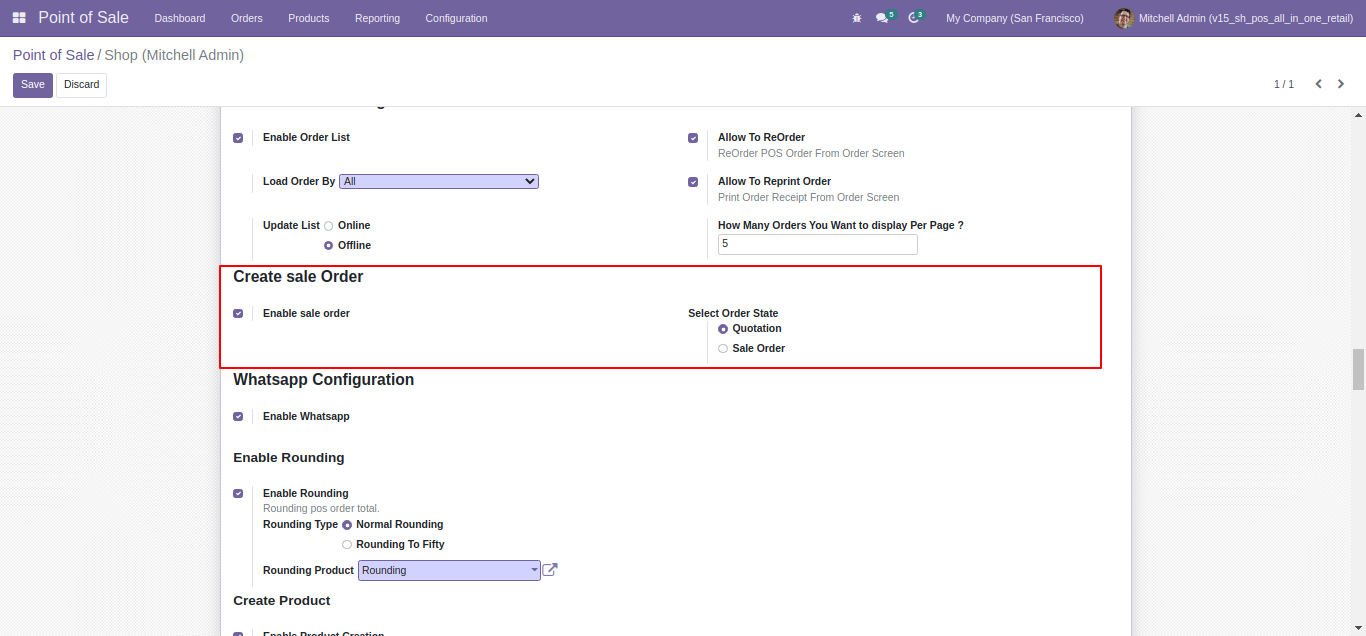 Point of Sale Dashboard Orders Products Reporting Configuration 5 3 My Company (San Francisco) Mitchell Admin (v15_sh_pos_all_in_one_retail)
Point of Sale / Shop (Mitchell Admin)
Save Discard 1 / 1
Enable Order List
Allow To ReOrder
ReOrder POS Order From Order Screen
Load Order By All
Allow To Reprint Order
Print Order Receipt From Order Screen
Update List Online
Offline
How Many Orders You Want to display Per Page ?
5
Create sale Order
Enable sale order
Select Order State
Quotation
Sale Order
Whatsapp Configuration
Enable Whatsapp
Enable Rounding
Enable Rounding
Rounding pos order total.
Rounding Type Normal Rounding
Rounding To Fifty
Rounding Product Rounding
Create Product
Enable Product Creation